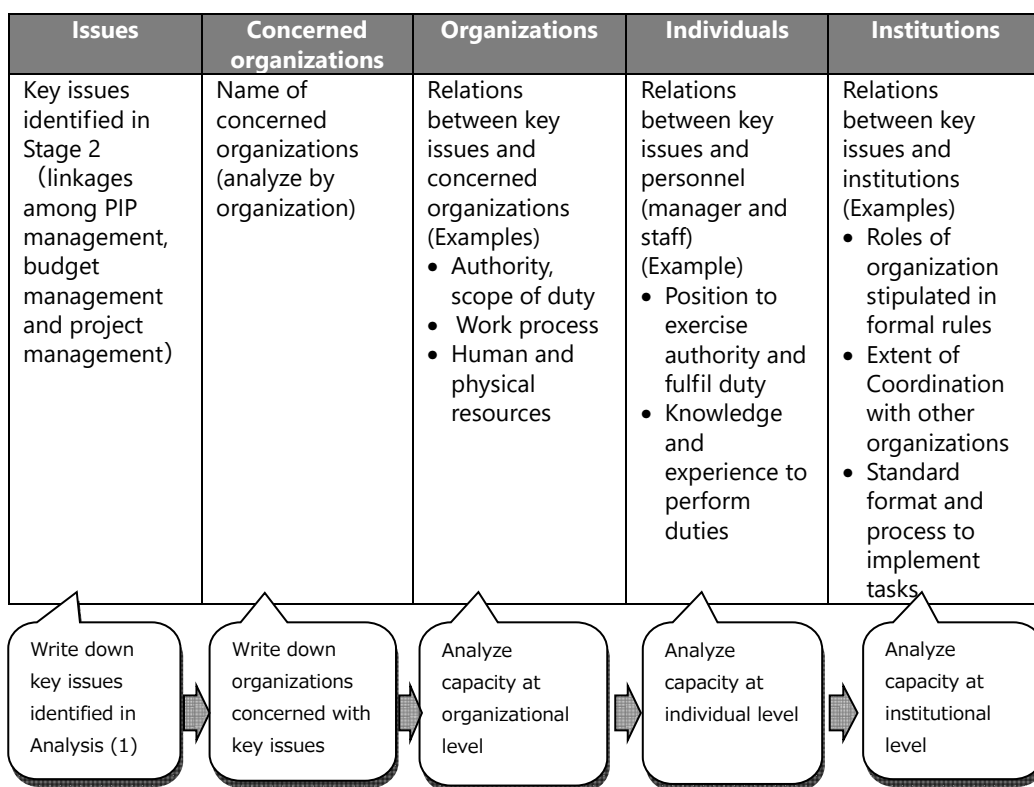 Issues
Concerned
organizations
Organizations
Individuals
Institutions
Key issues
identified in
Stage 2
（linkages
among PIP
management,
budget
management
and project
management）
Name of
concerned
organizations
(analyze by
organization)
Relations
between key
issues and
concerned
organizations
(Examples)
• Authority,
scope of duty
• Work process
• Human and
physical
resources
Relations
between key
issues and
personnel
(manager and
staff)
(Example)
• Position to
exercise
authority and
fulfil duty
• Knowledge
and
experience to
perform
duties
Relations
between key
issues and
institutions
(Examples)
• Roles of
organization
stipulated in
formal rules
• Extent of
Coordination
with other
organizations
• Standard
format and
process to
implement
tasks
Write down
key issues
identified in
Analysis (1)
Write down
organizations
concerned with
key issues
Analyze
capacity at
organizational
level
Analyze
capacity at
individual level
Analyze
capacity at
institutional
level